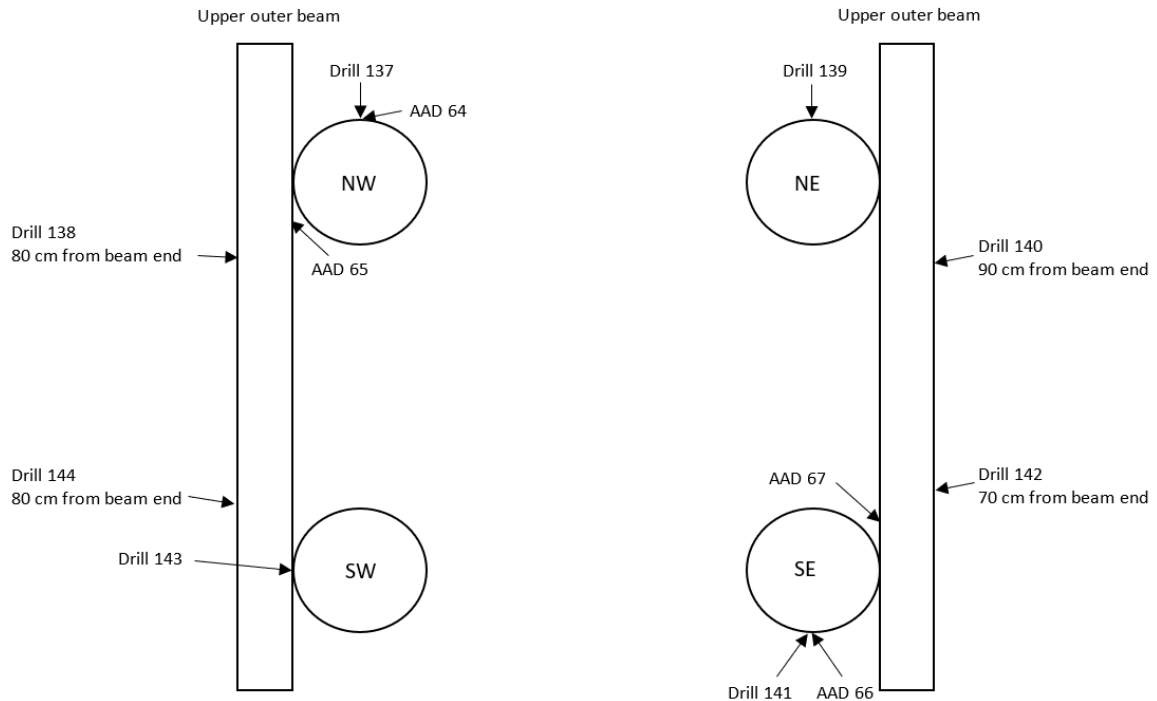 Upper outer beam
Upper outer beam
Drill 137
AAD 64
Drill 139
NW
NE
Drill 138
80 cm from beam end
AAD 65
Drill 140
90 cm from beam end
Drill 144
80 cm from beam end
AAD 67
Drill 142
70 cm from beam end
Drill 143
SW
SE
Drill 141
AAD 66